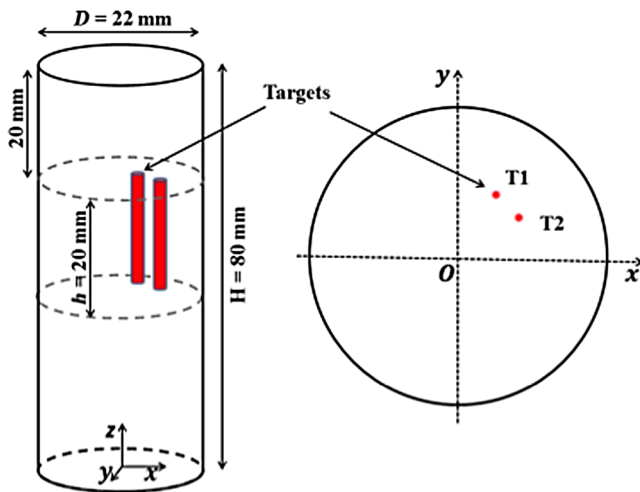 D = 22 mm
20 mm
Targets
h = 20 mm
H = 80 mm
z
y
x
y
T1
T2
O
x